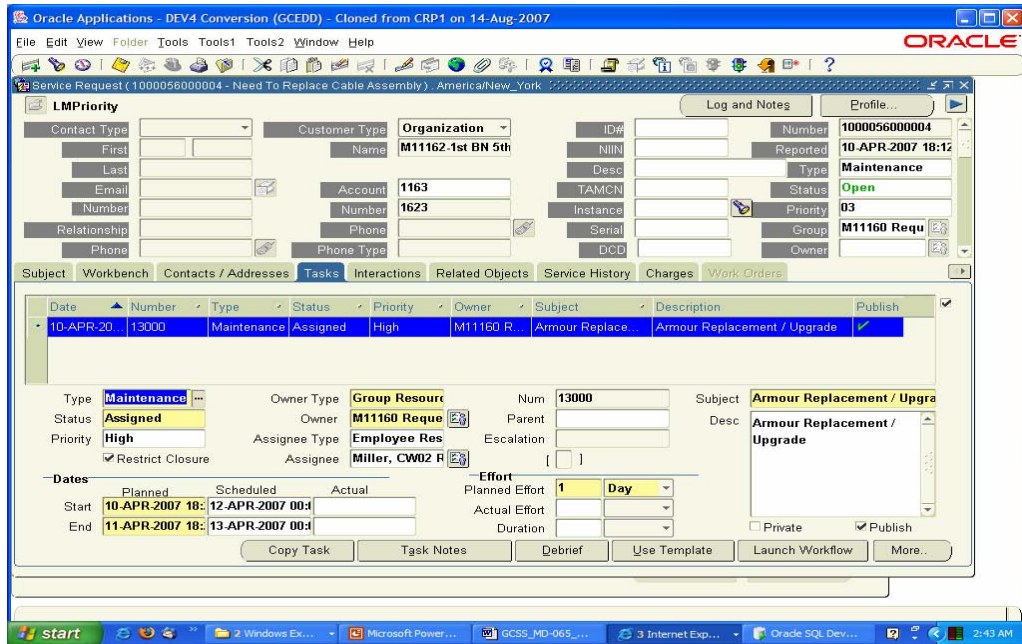 Oracle Applications - DEV4 Conversion (GCEDD) - Cloned from CRP1 on 14-Aug-2007
File Edit View Folder Tools Tools1 Tools2 Window Help
ORACLE
Service Request ( 1000056000004 - Need To Replace Cable Assembly ) . America/New_York
LMPriority Log and Notes Profile...
Contact Type Customer Type Organization ID# Number 1000056000004
First Name M11162-1st BN 5th NIIN Reported 10-APR-2007 18:12
Last Desc Type Maintenance
Email Account 1163 TAMCN Status Open
Number Number 1623 Instance Priority 03
Relationship Phone Serial Group M11160 Requ
Phone Phone Type DCD Owner
Subject Workbench Contacts / Addresses Tasks Interactions Related Objects Service History Charges Work Orders
Date Number Type Status Priority Owner Subject Description Publish
10-APR-20... 13000 Maintenance Assigned High M11160 R... Armour Replace... Armour Replacement / Upgrade
Type Maintenance ... Owner Type Group Resourc Num 13000 Subject Armour Replacement / Upgra
Status Assigned Owner M11160 Reque Parent Desc Armour Replacement /
Upgrade
Priority High Assignee Type Employee Res Escalation
Restrict Closure Assignee Miller, CW02 R [ ]
Dates Effort
Planned Scheduled Actual Planned Effort 1 Day
Start 10-APR-2007 18:2 12-APR-2007 00:0 Actual Effort
End 11-APR-2007 18:2 13-APR-2007 00:0 Duration Private Publish
Copy Task Task Notes Debrief Use Template Launch Workflow More..
start 2 Windows Ex... Microsoft Power... GCSS_MD-065_... 3 Internet Exp... Oracle SQL Dev... 2:43 AM